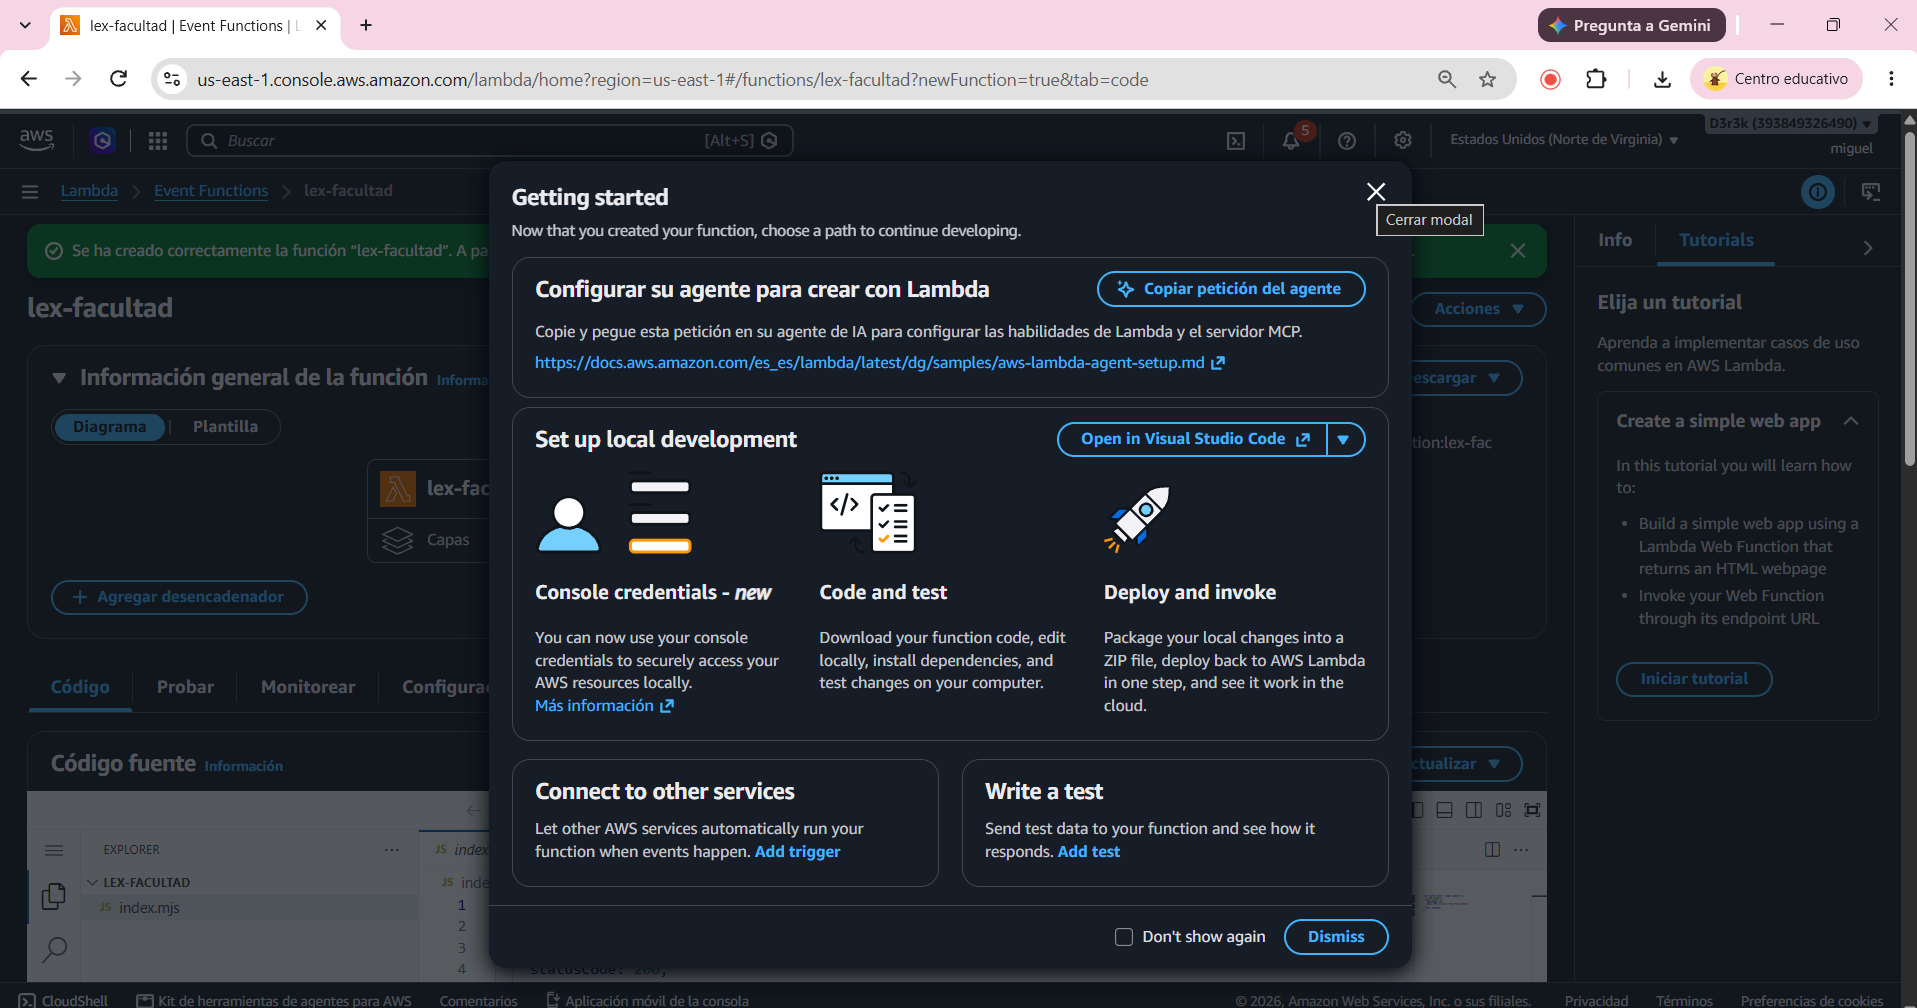 lex-facultad | Event Functions | L
Pregunta a Gemini
us-east-1.console.aws.amazon.com/lambda/home?region=us-east-1#/functions/lex-facultad?newFunction=true&tab=code
Centro educativo
aws
Buscar
[Alt+S]
5
Estados Unidos (Norte de Virginia)
D3r3k (393849326490)
miguel
Lambda
Event Functions
lex-facultad
Se ha creado correctamente la función “lex-facultad”. A pa
lex-facultad
Acciones
Información general de la función
Informa
escargar
Diagrama
Plantilla
tion:lex-fac
lex-fac
Capas
Agregar desencadenador
Código
Probar
Monitorear
Configurac
Código fuente
Información
ctualizar
EXPLORER
LEX-FACULTAD
JS index.mjs
JS index
JS inde
1
2
3
4
statusCode: 200,
Getting started
Cerrar modal
Now that you created your function, choose a path to continue developing.
Configurar su agente para crear con Lambda
Copiar petición del agente
Copie y pegue esta petición en su agente de IA para configurar las habilidades de Lambda y el servidor MCP.
https://docs.aws.amazon.com/es_es/lambda/latest/dg/samples/aws-lambda-agent-setup.md
Set up local development
Open in Visual Studio Code
Console credentials - new
You can now use your console
credentials to securely access your
AWS resources locally.
Más información
Code and test
Download your function code, edit
locally, install dependencies, and
test changes on your computer.
Deploy and invoke
Package your local changes into a
ZIP file, deploy back to AWS Lambda
in one step, and see it work in the
cloud.
Connect to other services
Let other AWS services automatically run your
function when events happen. Add trigger
Write a test
Send test data to your function and see how it
responds. Add test
Don't show again
Dismiss
Info
Tutorials
Elija un tutorial
Aprenda a implementar casos de uso
comunes en AWS Lambda.
Create a simple web app
In this tutorial you will learn how
to:
Build a simple web app using a
Lambda Web Function that
returns an HTML webpage
Invoke your Web Function
through its endpoint URL
Iniciar tutorial
CloudShell
Kit de herramientas de agentes para AWS
Comentarios
Aplicación móvil de la consola
© 2026, Amazon Web Services, Inc. o sus filiales.
Privacidad
Términos
Preferencias de cookies